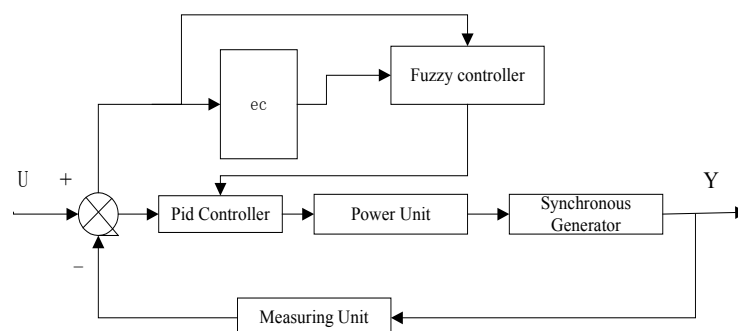 Fuzzy controller
ec
U
+
Y
Pid Controller
Power Unit
Synchronous
Generator
−
Measuring Unit